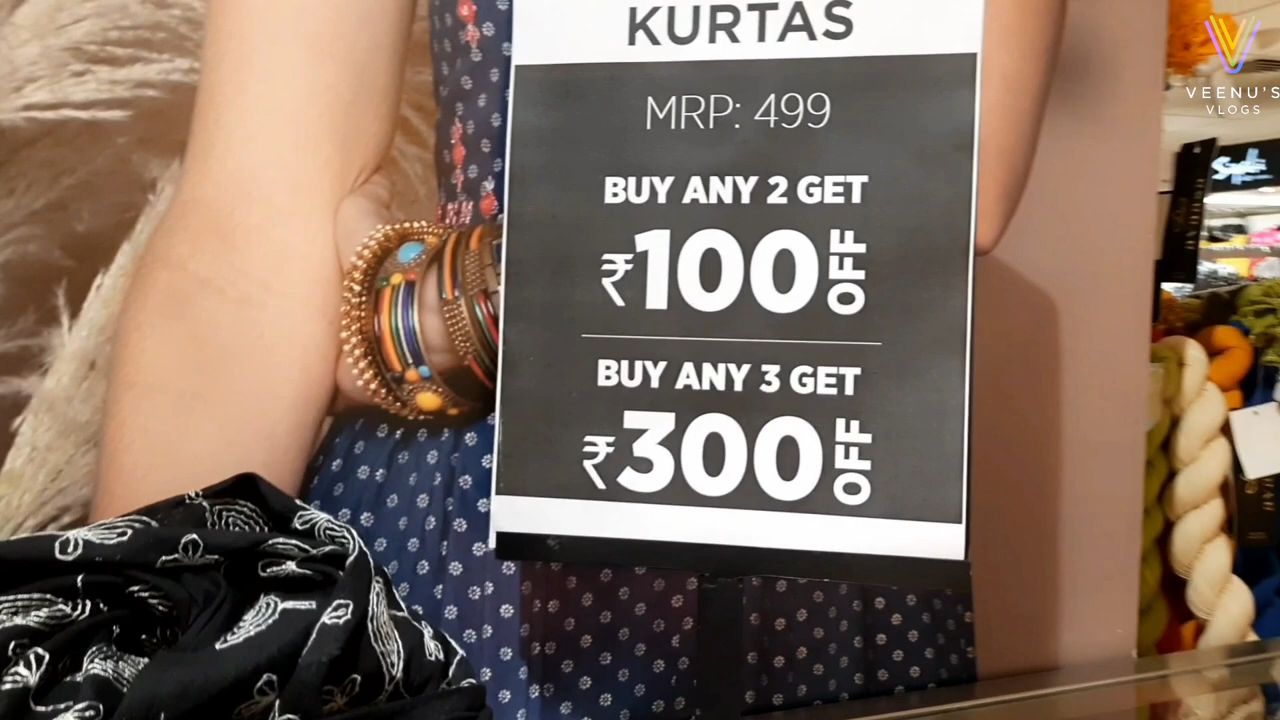 KURTAS
MRP: 499
BUY ANY 2 GET
₹100 OFF
BUY ANY 3 GET
₹300 OFF
VEENU'S
VLOGS